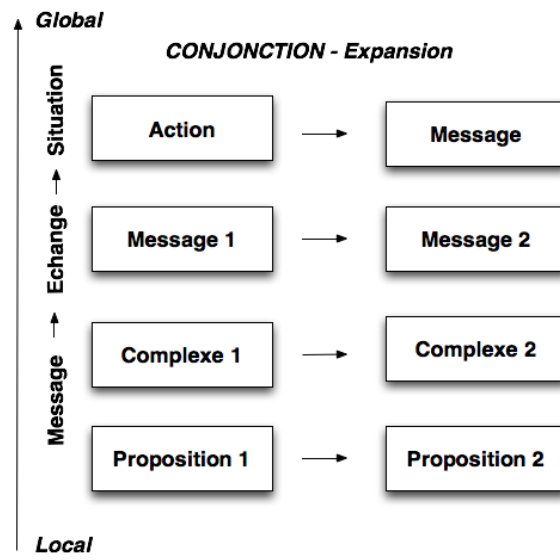 Global
CONJONCTION - Expansion
Situation
Action
Message
Echange
Message 1
Message 2
Message
Complexe 1
Complexe 2
Proposition 1
Proposition 2
Local